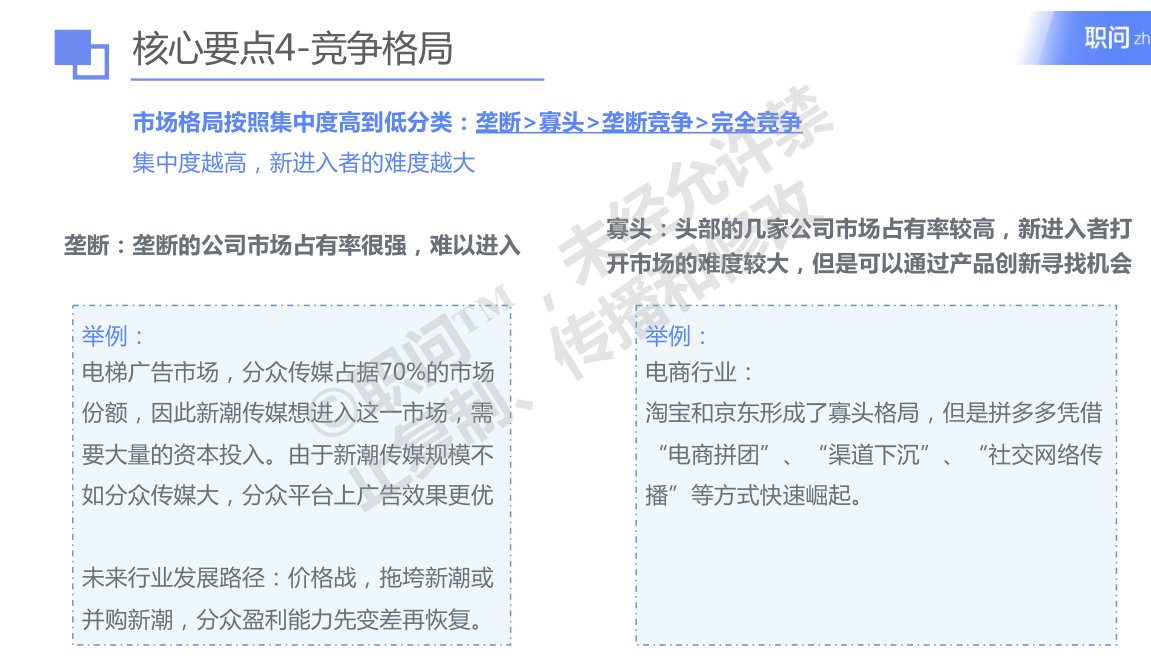 核心要点4-竞争格局
职问 zh
市场格局按照集中度高到低分类：垄断>寡头>垄断竞争>完全竞争
集中度越高，新进入者的难度越大
垄断：垄断的公司市场占有率很强，难以进入
寡头：头部的几家公司市场占有率较高，新进入者打
开市场的难度较大，但是可以通过产品创新寻找机会
举例：
电梯广告市场，分众传媒占据70%的市场
份额，因此新潮传媒想进入这一市场，需
要大量的资本投入。由于新潮传媒规模不
如分众传媒大，分众平台上广告效果更优
未来行业发展路径：价格战，拖垮新潮或
并购新潮，分众盈利能力先变差再恢复。
举例：
电商行业：
淘宝和京东形成了寡头格局，但是拼多多凭借
“电商拼团”、“渠道下沉”、“社交网络传
播”等方式快速崛起。
©职问™，未经允许禁
止复制、传播和修改